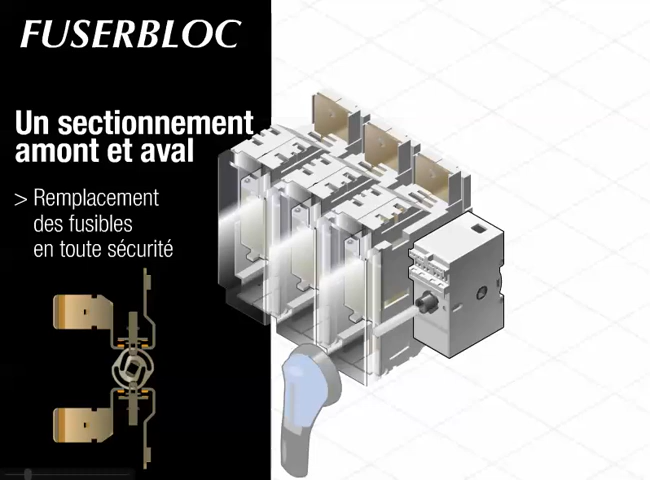 FUSERBLOC
Un sectionnement
amont et aval
> Remplacement
des fusibles
en toute sécurité